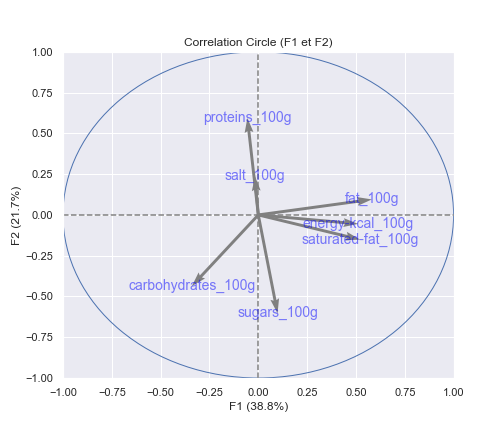 Correlation Circle (F1 et F2)
1.00
0.75
0.50
0.25
0.00
−0.25
−0.50
−0.75
−1.00
F2 (21.7%)
proteins_100g
salt_100g
fat_100g
energy-kcal_100g
saturated-fat_100g
carbohydrates_100g
sugars_100g
−1.00 −0.75 −0.50 −0.25 0.00 0.25 0.50 0.75 1.00
F1 (38.8%)